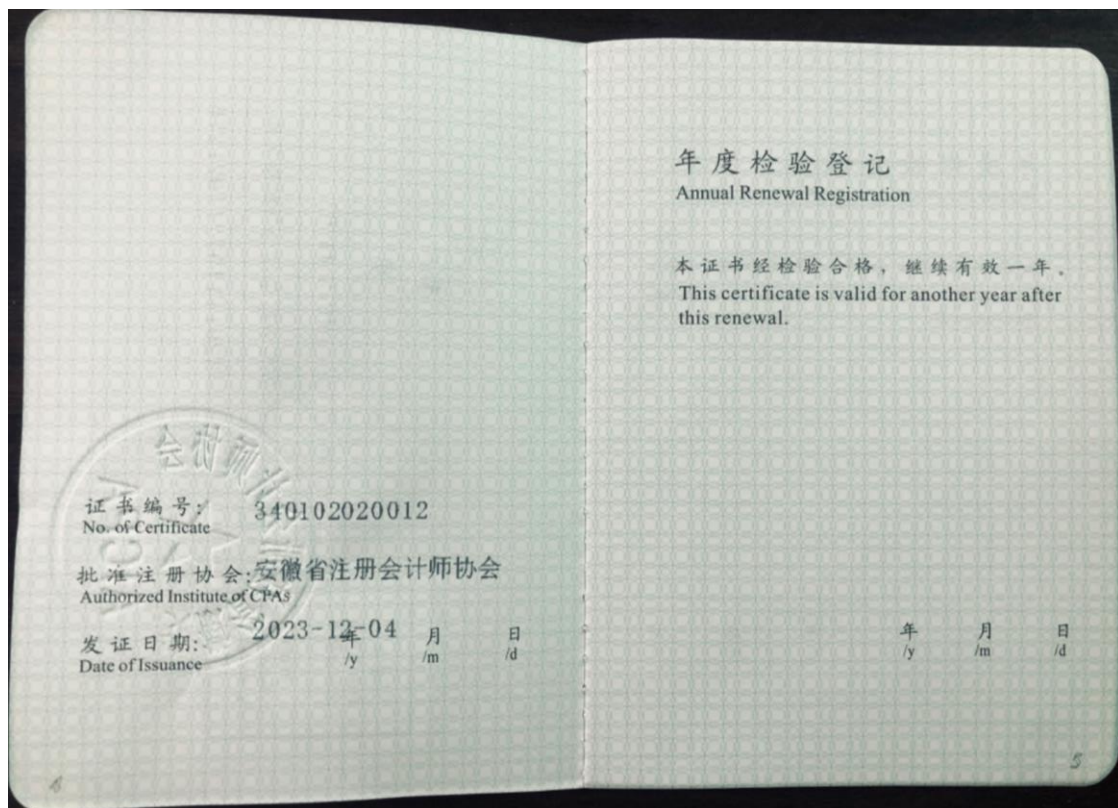 证书编号: 340102020012
No. of Certificate
批准注册协会: 安徽省注册会计师协会
Authorized Institute of CPAs
发证日期: 2023-12-04 年 月 日
Date of Issuance /y /m /d
4
年度检验登记
Annual Renewal Registration
本证书经检验合格，继续有效一年。
This certificate is valid for another year after
this renewal.
年 月 日
/y /m /d
5